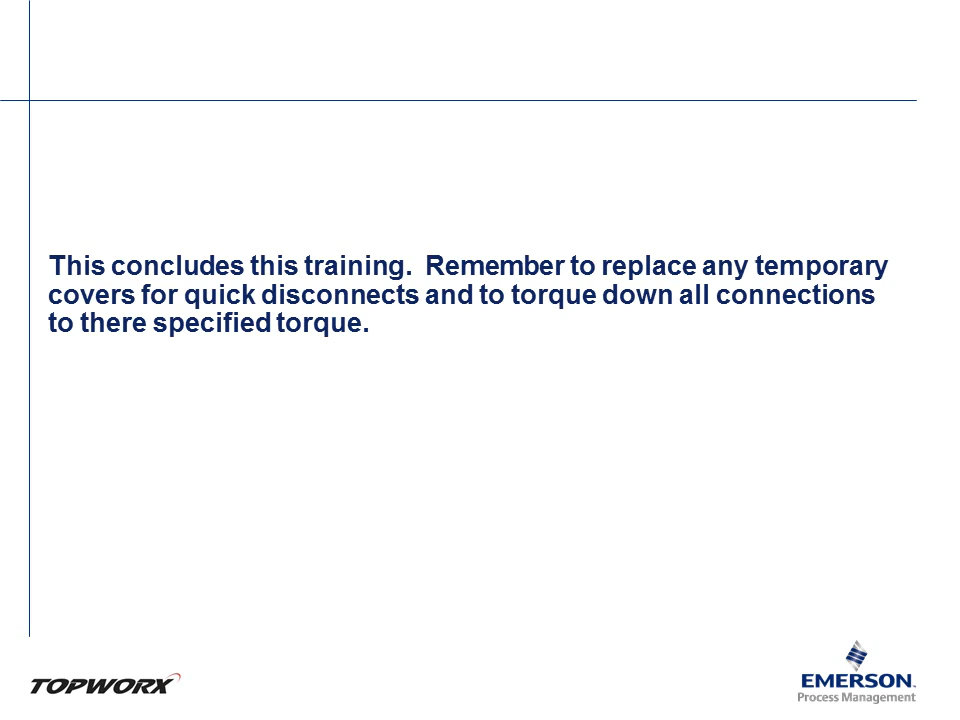 This concludes this training.  Remember to replace any temporary
covers for quick disconnects and to torque down all connections
to there specified torque.
TOPWORX
EMERSON™
Process Management